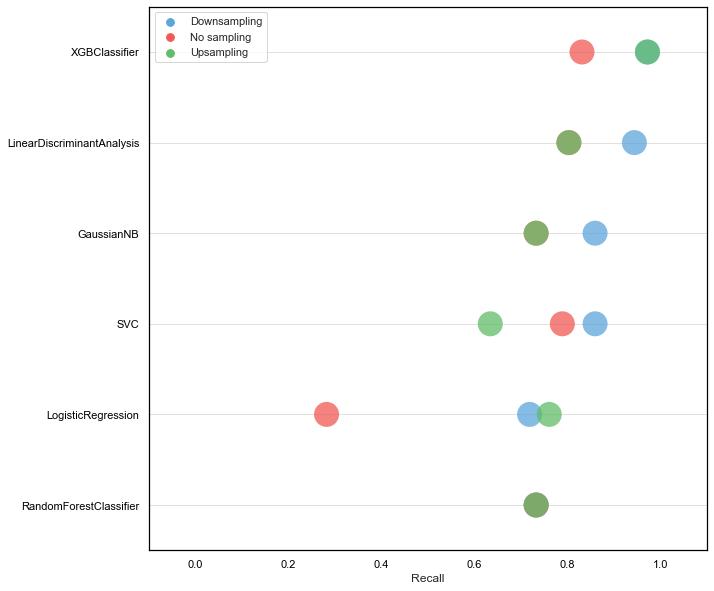 Downsampling
No sampling
Upsampling
XGBClassifier
LinearDiscriminantAnalysis
GaussianNB
SVC
LogisticRegression
RandomForestClassifier
0.0 0.2 0.4 0.6 0.8 1.0
Recall